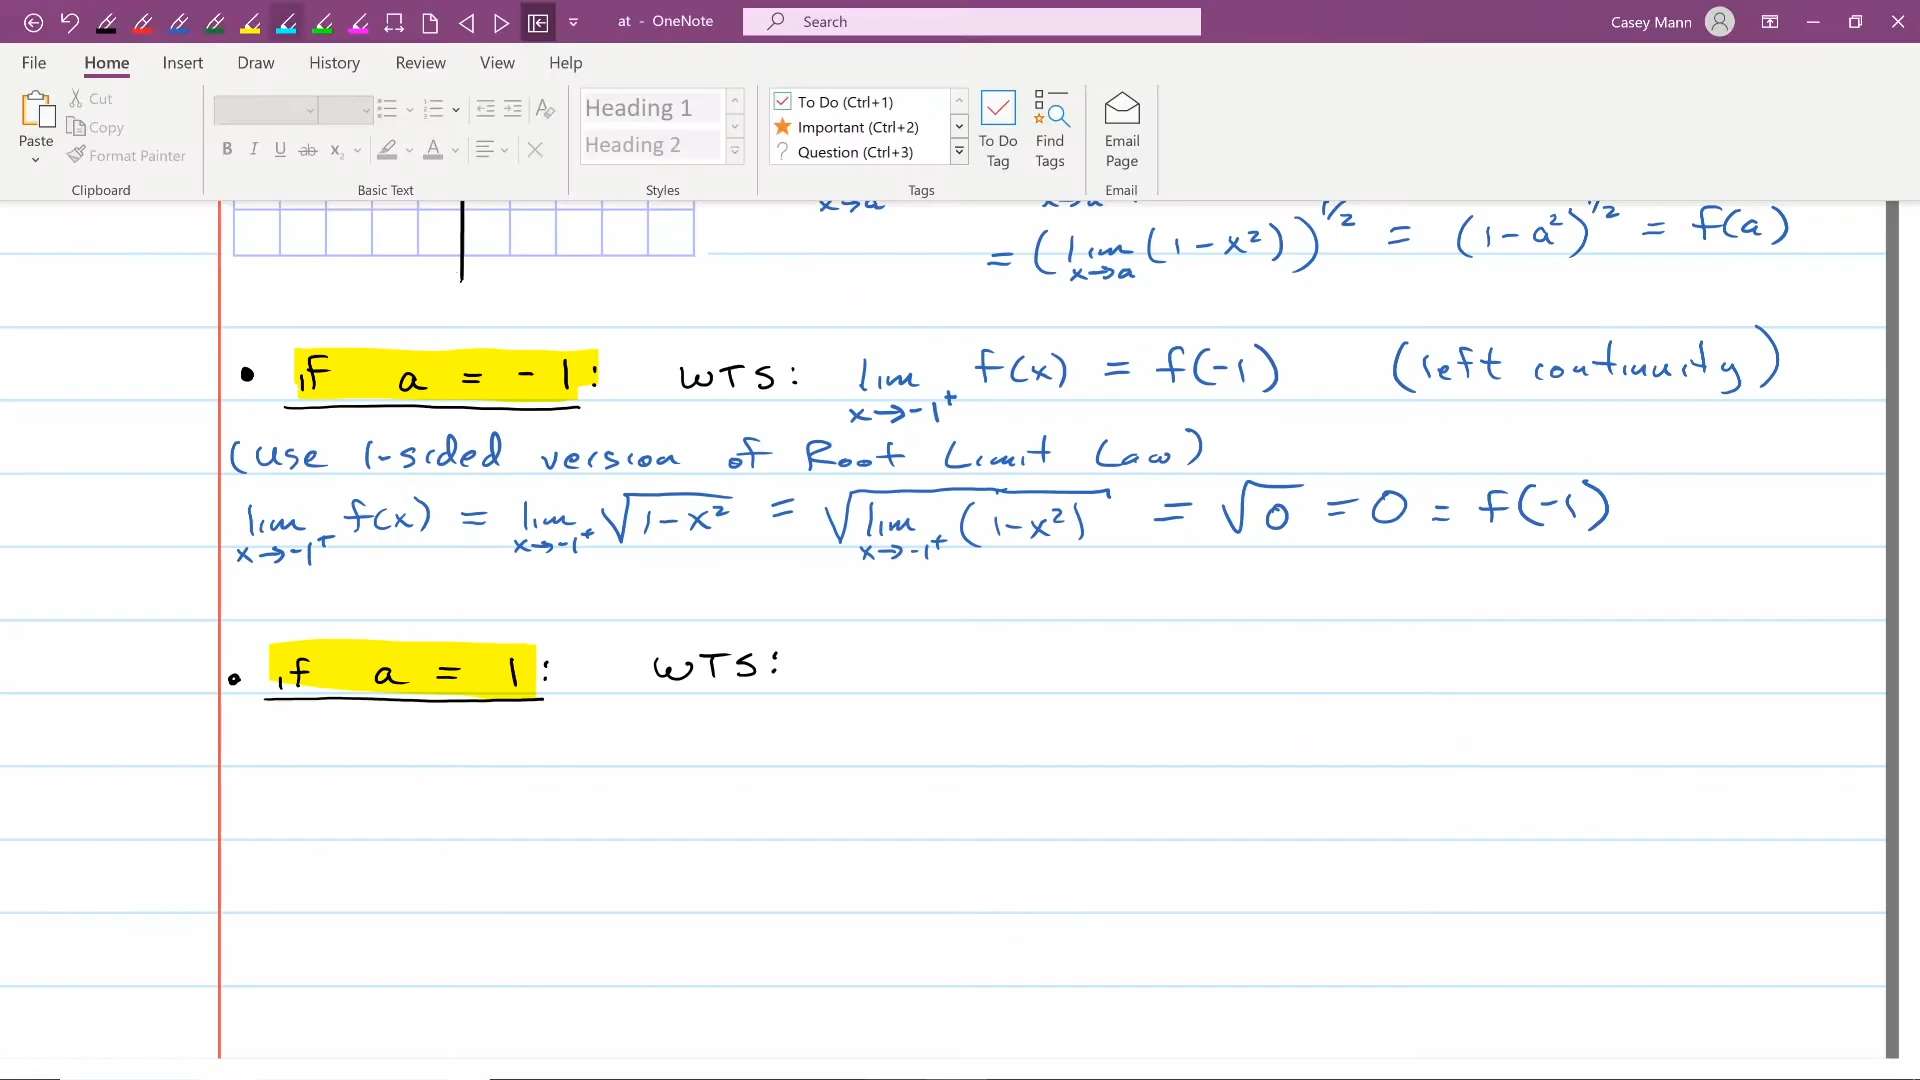 at - OneNote
Search
Casey Mann
File Home Insert Draw History Review View Help
Paste
Cut
Copy
Format Painter
Clipboard
B I U ab x₂ A
Basic Text
Heading 1
Heading 2
Styles
To Do (Ctrl+1)
Important (Ctrl+2)
Question (Ctrl+3)
Tags
To Do Tag
Find Tags
Email Page
Email
x→a x→a 1/2
= (lim x→a (1-x²))^1/2 = (1-a²)^1/2 = f(a)
• if a = -1: WTS: lim x→-1⁺ f(x) = f(-1) (left continuity)
(use 1-sided version of Root Limit Law)
lim x→-1⁺ f(x) = lim x→-1⁺ √1-x² = √lim x→-1⁺ (1-x²) = √0 = 0 = f(-1)
• if a = 1: WTS: